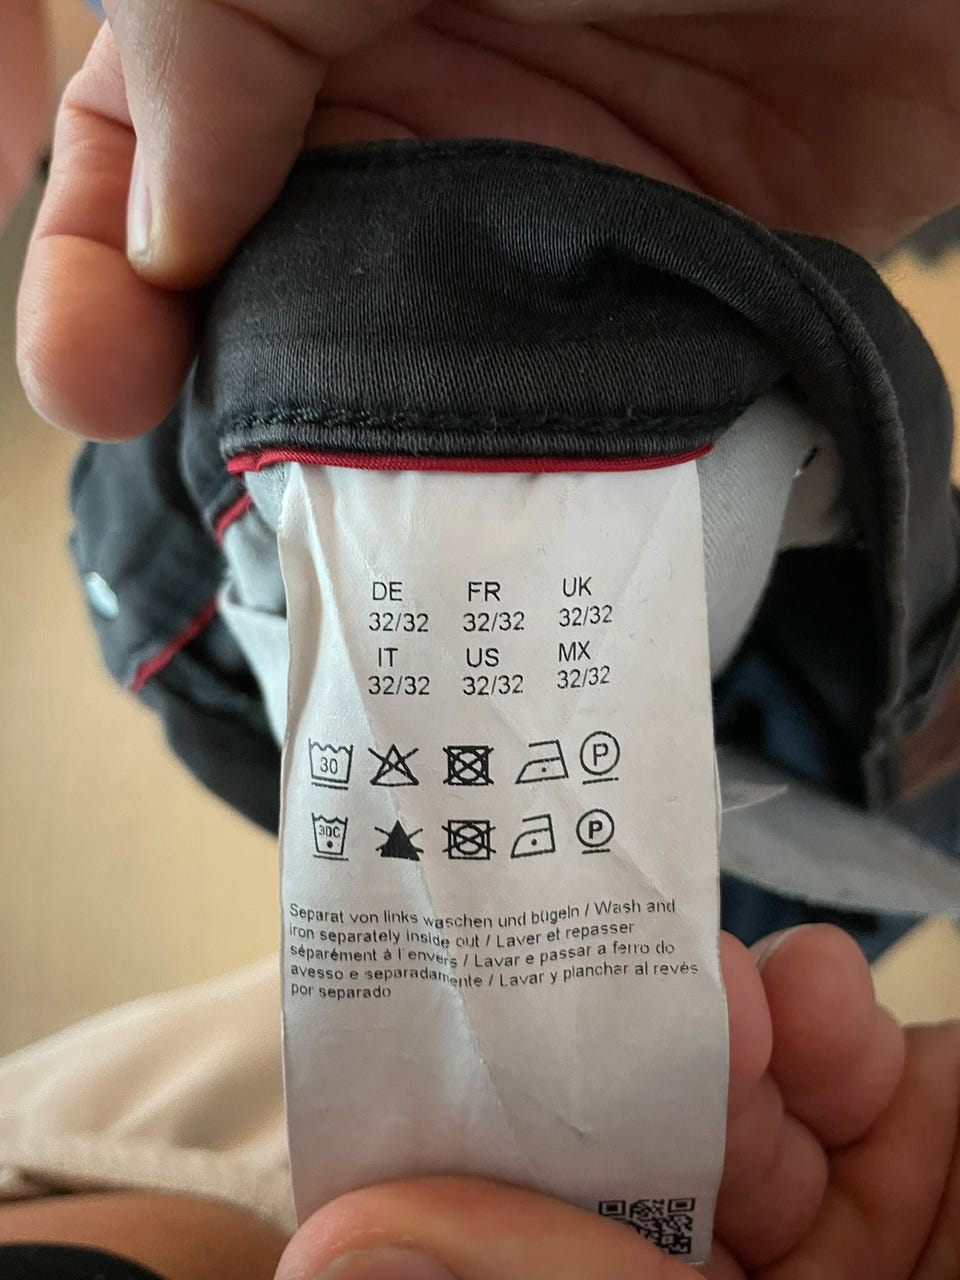 DE FR UK
32/32 32/32 32/32
IT US MX
32/32 32/32 32/32
30 P
30C P
Separat von links waschen und bügeln / Wash and
iron separately inside out / Laver et repasser
séparément à l'envers / Lavar e passar a ferro do
avesso e separadamente / Lavar y planchar al revés
por separado